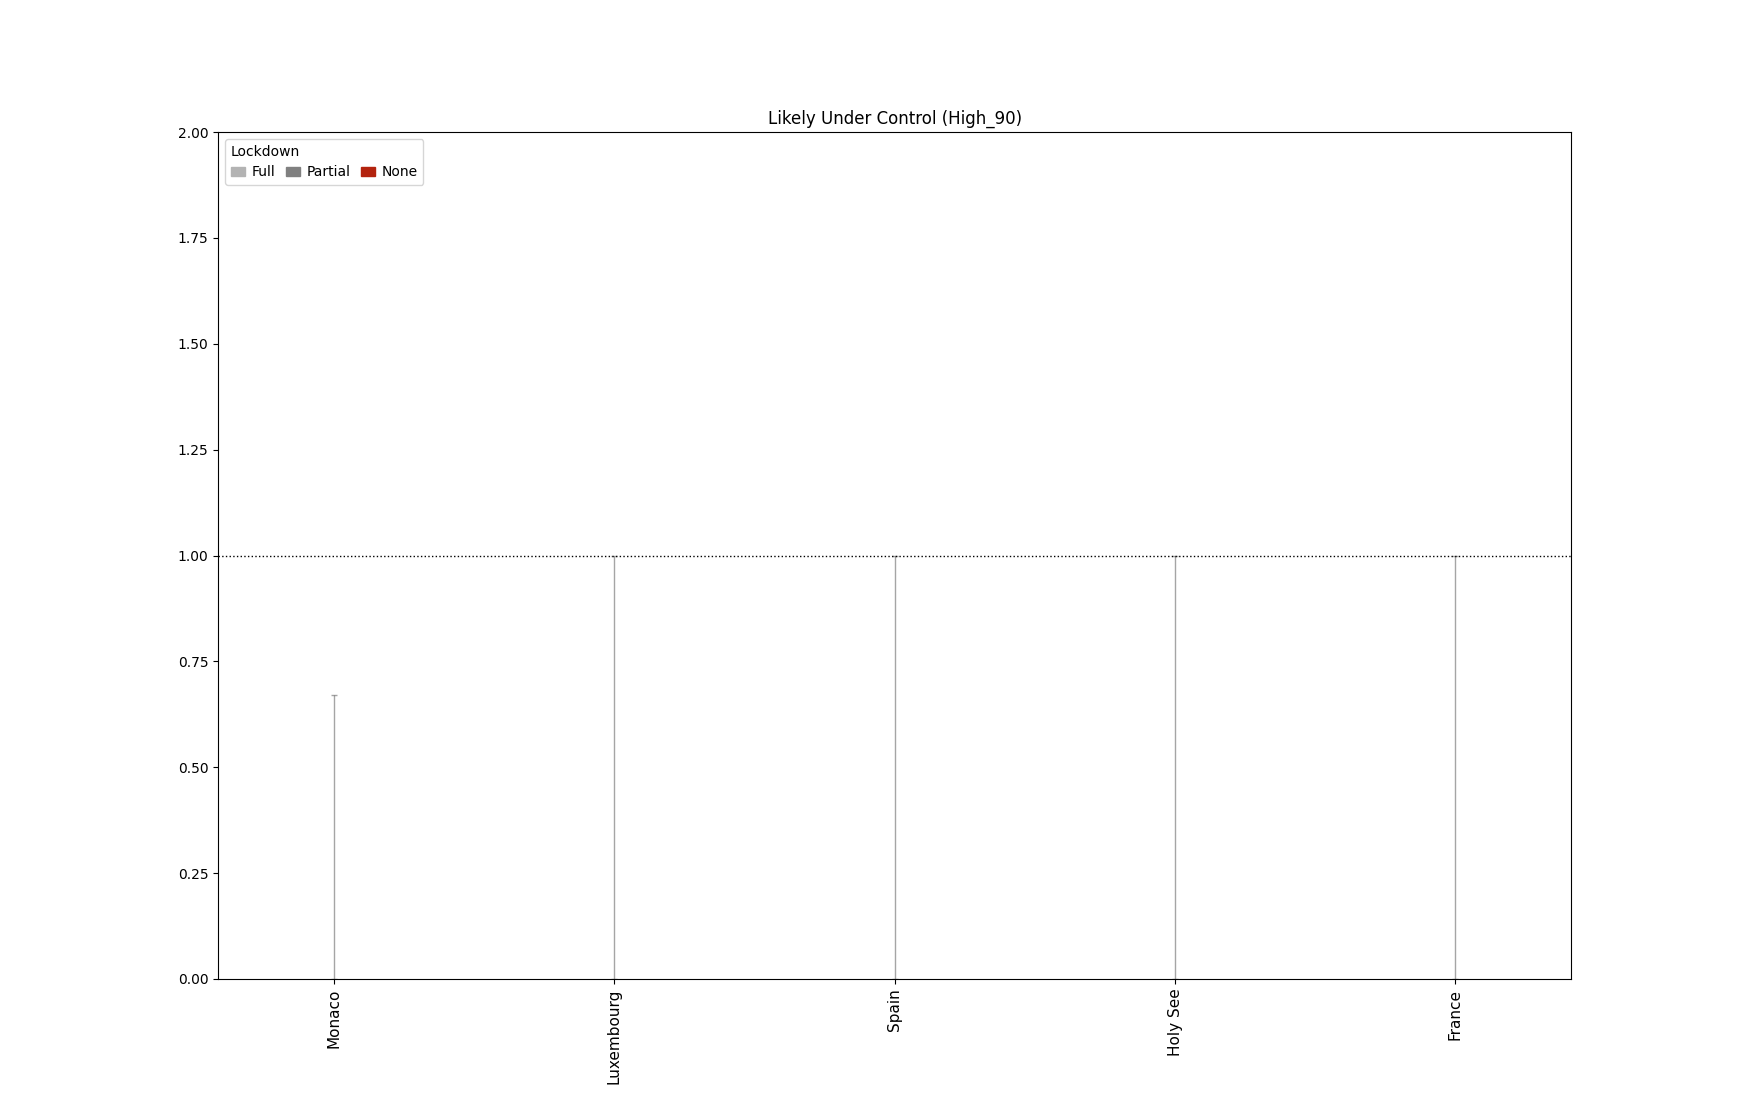 Likely Under Control (High_90)
Lockdown
Full Partial None
2.00
1.75
1.50
1.25
1.00
0.75
0.50
0.25
0.00
Monaco
Luxembourg
Spain
Holy See
France